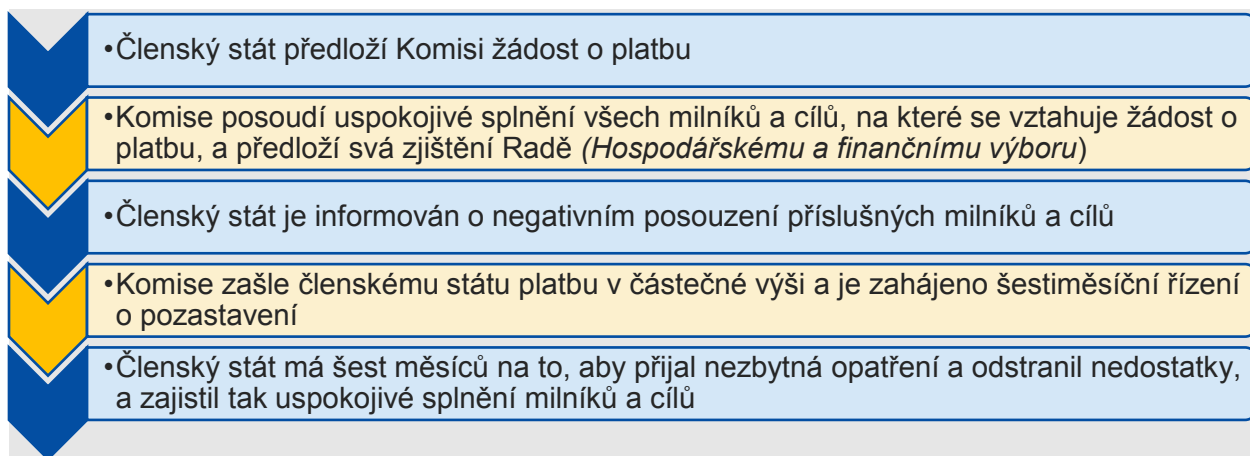 •Členský stát předloží Komisi žádost o platbu
•Komise posoudí uspokojivé splnění všech milníků a cílů, na které se vztahuje žádost o
platbu, a předloží svá zjištění Radě (Hospodářskému a finančnímu výboru)
•Členský stát je informován o negativním posouzení příslušných milníků a cílů
•Komise zašle členskému státu platbu v částečné výši a je zahájeno šestiměsíční řízení
o pozastavení
•Členský stát má šest měsíců na to, aby přijal nezbytná opatření a odstranil nedostatky,
a zajistil tak uspokojivé splnění milníků a cílů